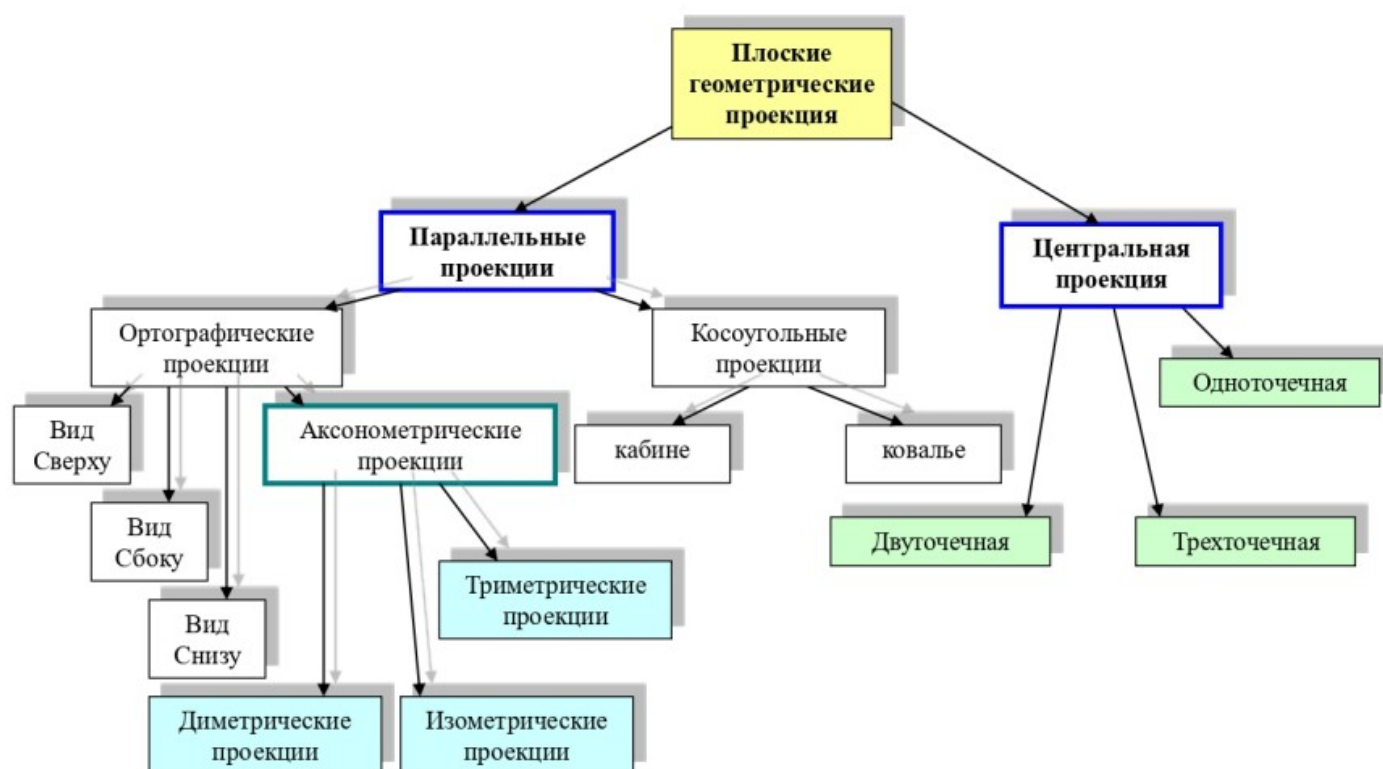 Плоские
геометрические
проекция
Параллельные
проекции
Центральная
проекция
Ортографические
проекции
Косоугольные
проекции
Одноточечная
Вид
Сверху
Аксонометрические
проекции
кабине
ковалье
Вид
Сбоку
Двуточечная
Трехточечная
Триметрические
проекции
Вид
Снизу
Диметрические
проекции
Изометрические
проекции